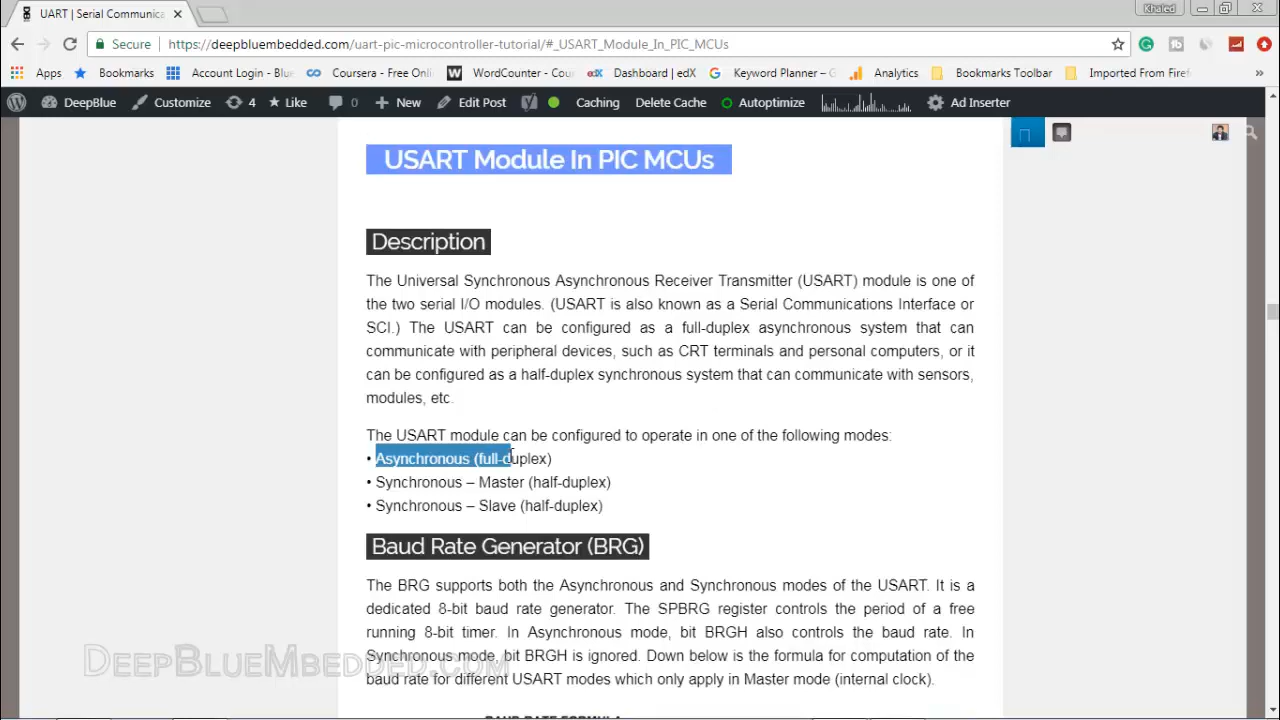 UART | Serial Communica
Khaled
Secure
https://deepbluembedded.com/uart-pic-microcontroller-tutorial/#_USART_Module_In_PIC_MCUs
Apps Bookmarks Account Login - Blue Coursera - Free Onli WordCounter - Cou Dashboard | edX Keyword Planner – G Analytics Bookmarks Toolbar Imported From Firef »
DeepBlue Customize 4 Like 0 New Edit Post Caching Delete Cache Autoptimize Ad Inserter
USART Module In PIC MCUs
Description
The Universal Synchronous Asynchronous Receiver Transmitter (USART) module is one of
the two serial I/O modules. (USART is also known as a Serial Communications Interface or
SCI.) The USART can be configured as a full-duplex asynchronous system that can
communicate with peripheral devices, such as CRT terminals and personal computers, or it
can be configured as a half-duplex synchronous system that can communicate with sensors,
modules, etc.
The USART module can be configured to operate in one of the following modes:
• Asynchronous (full-duplex)
• Synchronous – Master (half-duplex)
• Synchronous – Slave (half-duplex)
Baud Rate Generator (BRG)
The BRG supports both the Asynchronous and Synchronous modes of the USART. It is a
dedicated 8-bit baud rate generator. The SPBRG register controls the period of a free
running 8-bit timer. In Asynchronous mode, bit BRGH also controls the baud rate. In
Synchronous mode, bit BRGH is ignored. Down below is the formula for computation of the
baud rate for different USART modes which only apply in Master mode (internal clock).
DEEPBLUEMBEDDED.COM
BAUD RATE FORMULA